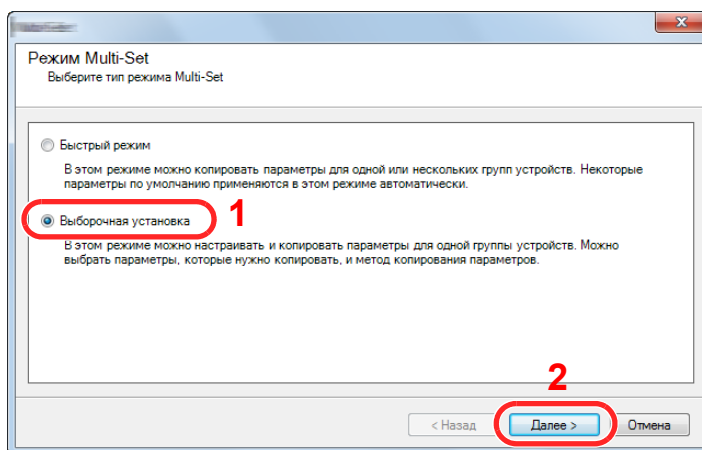 Режим Multi-Set
Выберите тип режима Multi-Set
Быстрый режим
В этом режиме можно копировать параметры для одной или нескольких групп устройств. Некоторые
параметры по умолчанию применяются в этом режиме автоматически.
Выборочная установка 1
В этом режиме можно настраивать и копировать параметры для одной группы устройств. Можно
выбрать параметры, которые нужно копировать, и метод копирования параметров.
2
< Назад Далее > Отмена